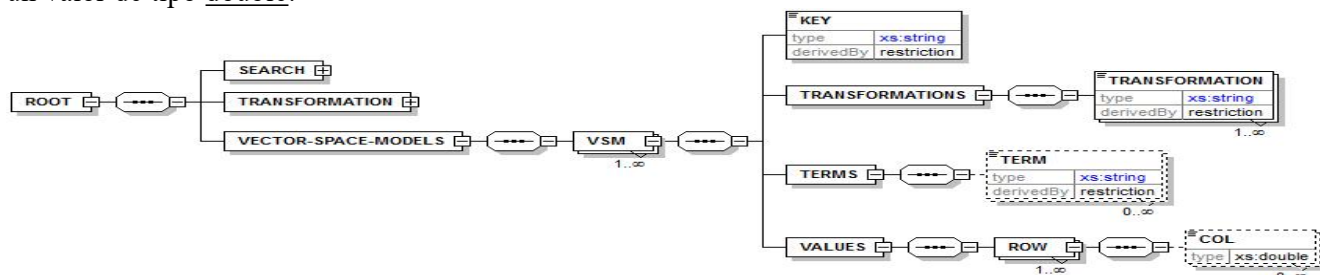 un valor de tipo double.
KEY
type xs:string
derivedBy restriction
SEARCH
ROOT
TRANSFORMATION
TRANSFORMATIONS
TRANSFORMATION
type xs:string
derivedBy restriction
1..∞
VECTOR-SPACE-MODELS
VSM
1..∞
TERMS
TERM
type xs:string
derivedBy restriction
0..∞
VALUES
ROW
1..∞
COL
type xs:double
0..∞